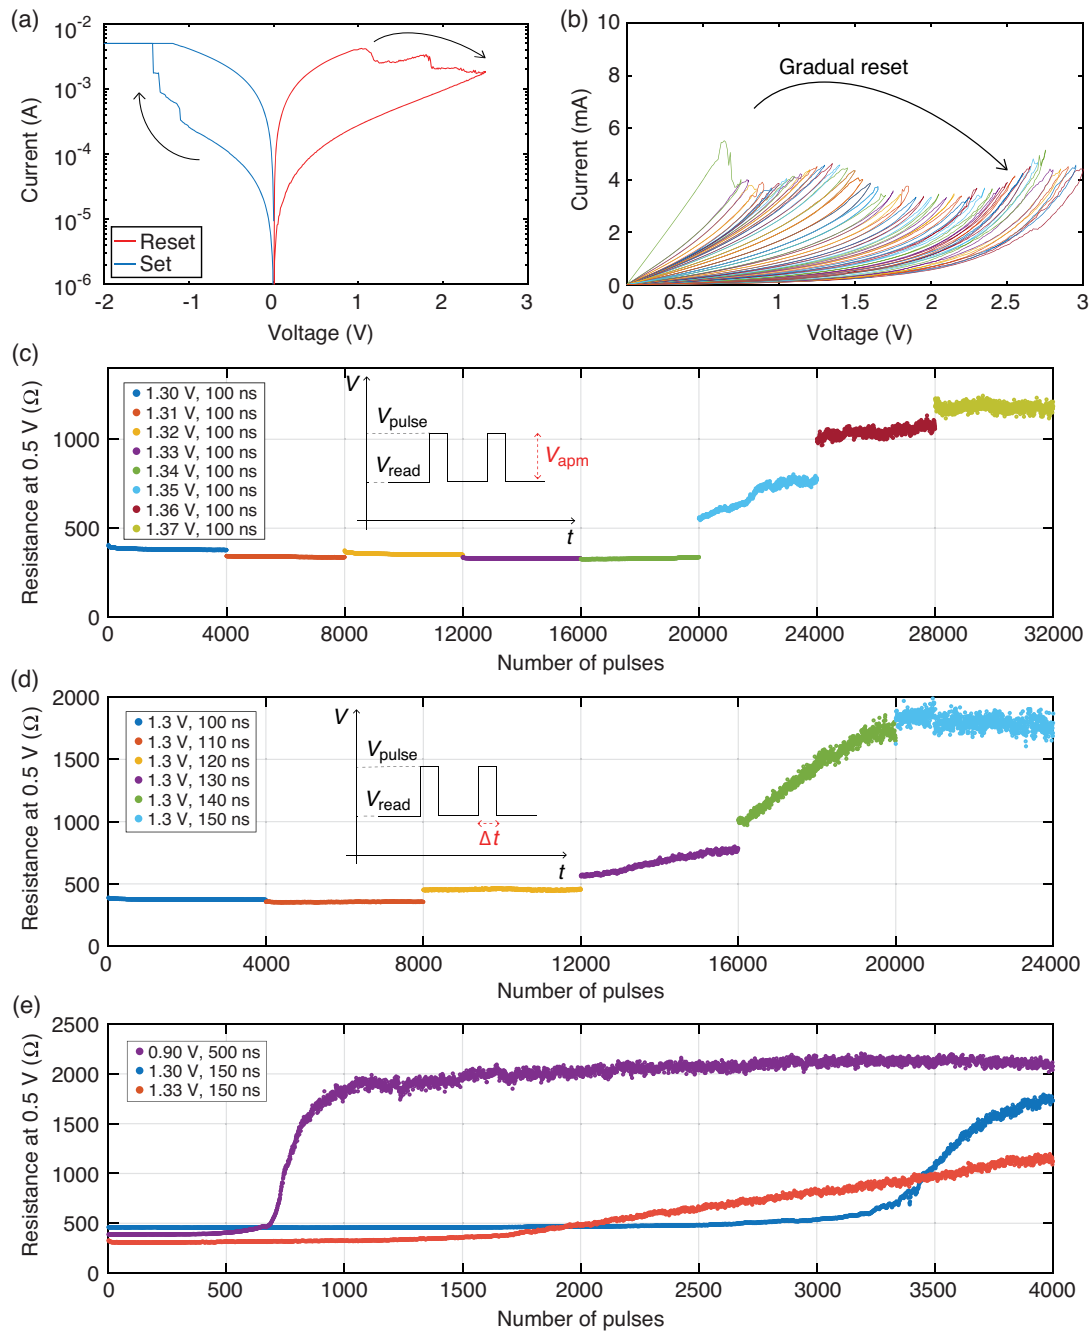 (a)
10⁻²
10⁻³
10⁻⁴
10⁻⁵
10⁻⁶
Current (A)
Reset
Set
-2
-1
0
1
2
3
Voltage (V)
(b)
10
8
6
4
2
0
Current (mA)
Gradual reset
0
0.5
1
1.5
2
2.5
3
Voltage (V)
(c)
Resistance at 0.5 V (Ω)
1000
500
0
1.30 V, 100 ns
1.31 V, 100 ns
1.32 V, 100 ns
1.33 V, 100 ns
1.34 V, 100 ns
1.35 V, 100 ns
1.36 V, 100 ns
1.37 V, 100 ns
V
Vpulse
Vread
Vapm
t
0
4000
8000
12000
16000
20000
24000
28000
32000
Number of pulses
(d)
Resistance at 0.5 V (Ω)
2000
1500
1000
500
0
1.3 V, 100 ns
1.3 V, 110 ns
1.3 V, 120 ns
1.3 V, 130 ns
1.3 V, 140 ns
1.3 V, 150 ns
V
Vpulse
Vread
Δt
t
0
4000
8000
12000
16000
20000
24000
Number of pulses
(e)
Resistance at 0.5 V (Ω)
2500
2000
1500
1000
500
0
0.90 V, 500 ns
1.30 V, 150 ns
1.33 V, 150 ns
0
500
1000
1500
2000
2500
3000
3500
4000
Number of pulses